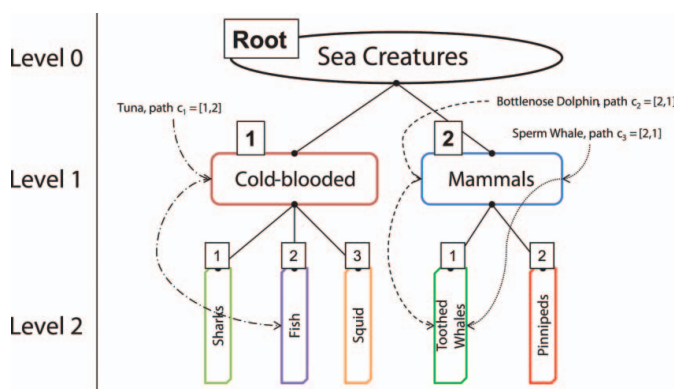 Level 0
Root
Sea Creatures
Tuna, path c₁ = [1,2]
Bottlenose Dolphin, path c₂ = [2,1]
Sperm Whale, path c₃ = [2,1]
1
2
Level 1
Cold-blooded
Mammals
1
2
3
1
2
Level 2
Sharks
Fish
Squid
Toothed
Whales
Pinnipeds